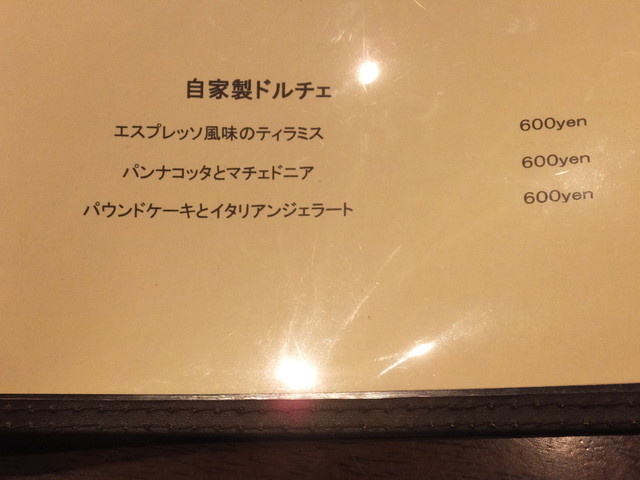 自家製ドルチェ
エスプレッソ風味のティラミス 600yen
パンナコッタとマチェドニア 600yen
パウンドケーキとイタリアンジェラート 600yen